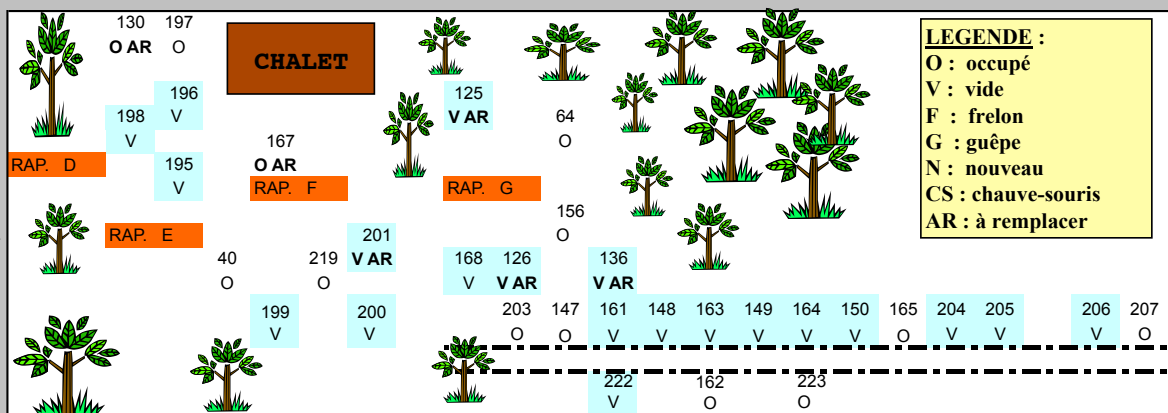 130 197
O AR O
CHALET
LEGENDE :
O : occupé
V : vide
F : frelon
G : guêpe
N : nouveau
CS : chauve-souris
AR : à remplacer
196
V
125
V AR
198
V
64
O
167
O AR
RAP. D
195
V
RAP. F
RAP. G
156
O
RAP. E
201
V AR
40
O
219
O
168
V
126
V AR
136
V AR
199
V
200
V
203 147 161 148 163 149 164 150 165 204 205 206 207
O O V V V V V V O V V V O
222 162 223
V O O